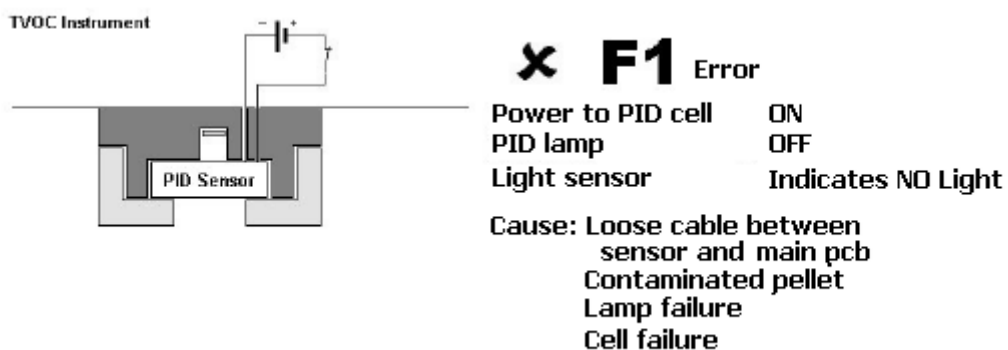 TVOC Instrument
- +
PID Sensor
✗ F1 Error
Power to PID cell ON
PID lamp OFF
Light sensor Indicates NO Light
Cause: Loose cable between
sensor and main pcb
Contaminated pellet
Lamp failure
Cell failure